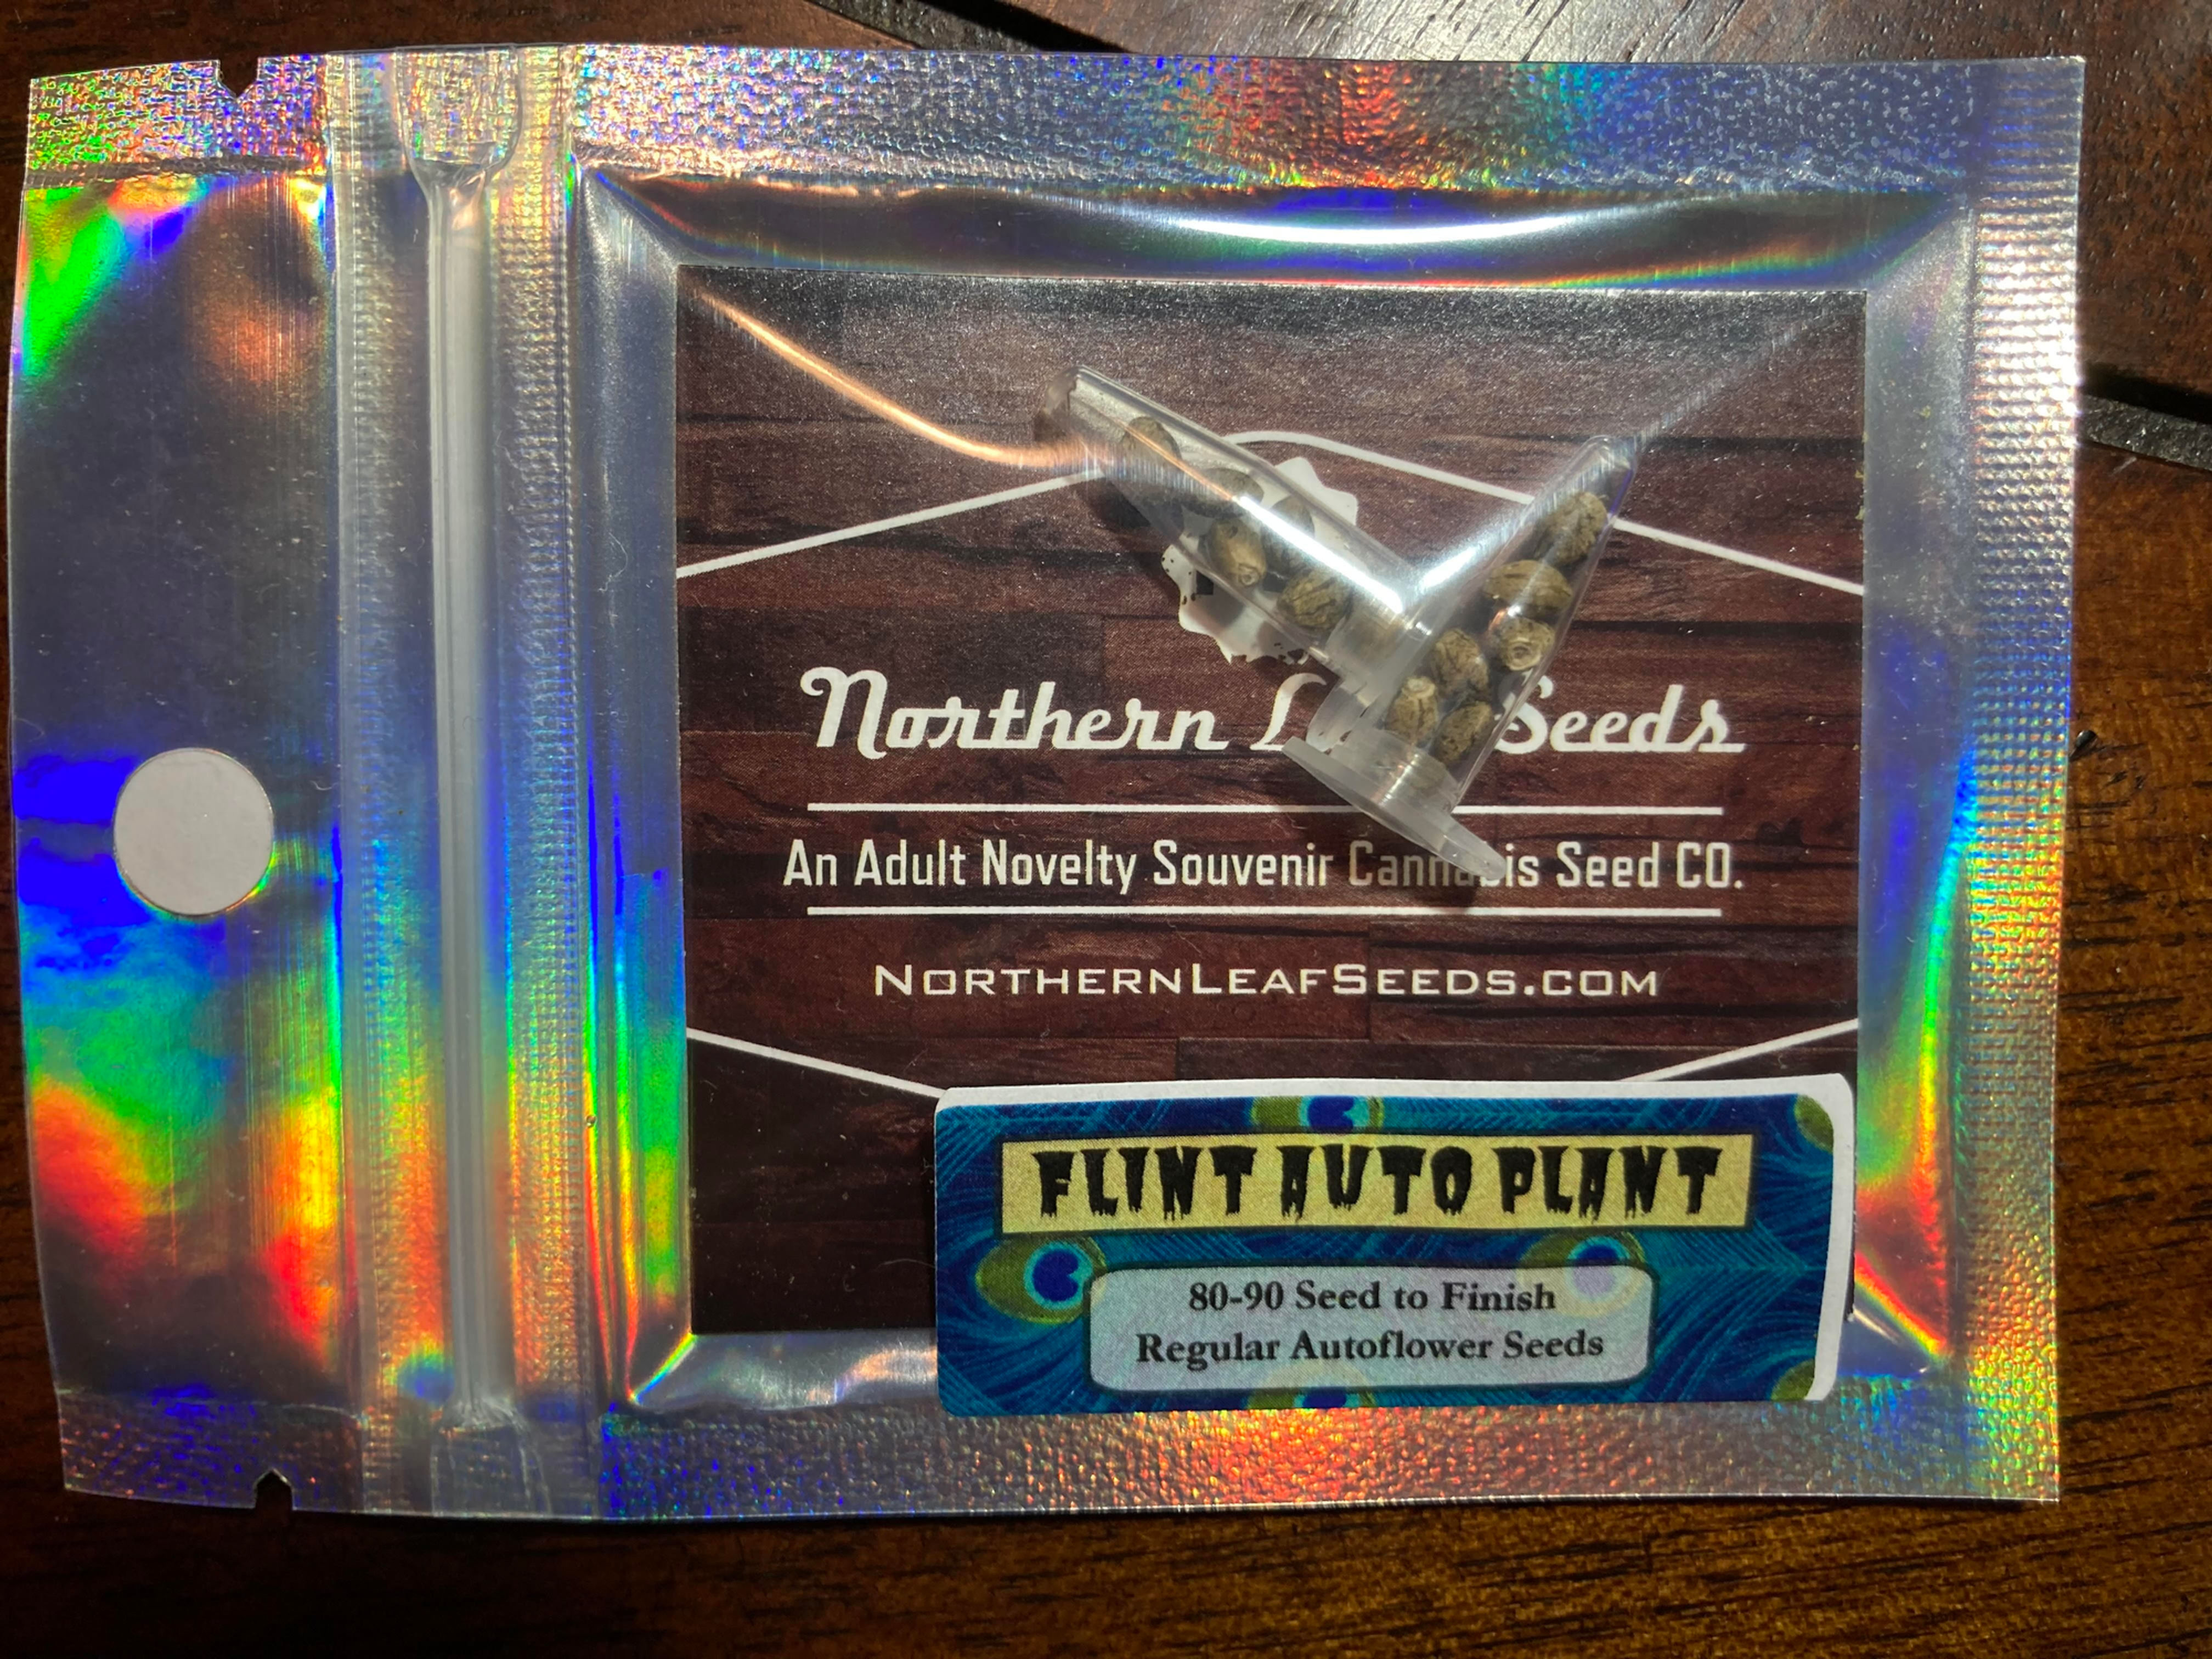 Northern Seeds
An Adult Novelty Souvenir Cannabis Seed CO.
NORTHERNLEAFSEEDS.COM
FLINT AUTO PLANT
80-90 Seed to Finish
Regular Autoflower Seeds